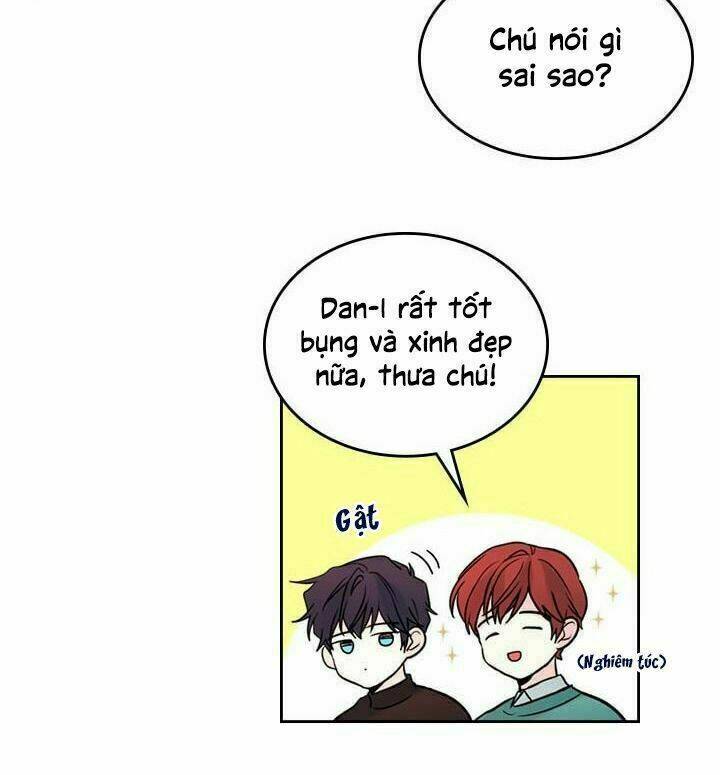 Chú nói gì
sai sao?
Dan-I rất tốt
bụng và xinh đẹp
nữa, thưa chú!
Gật
(Nghiêm túc)